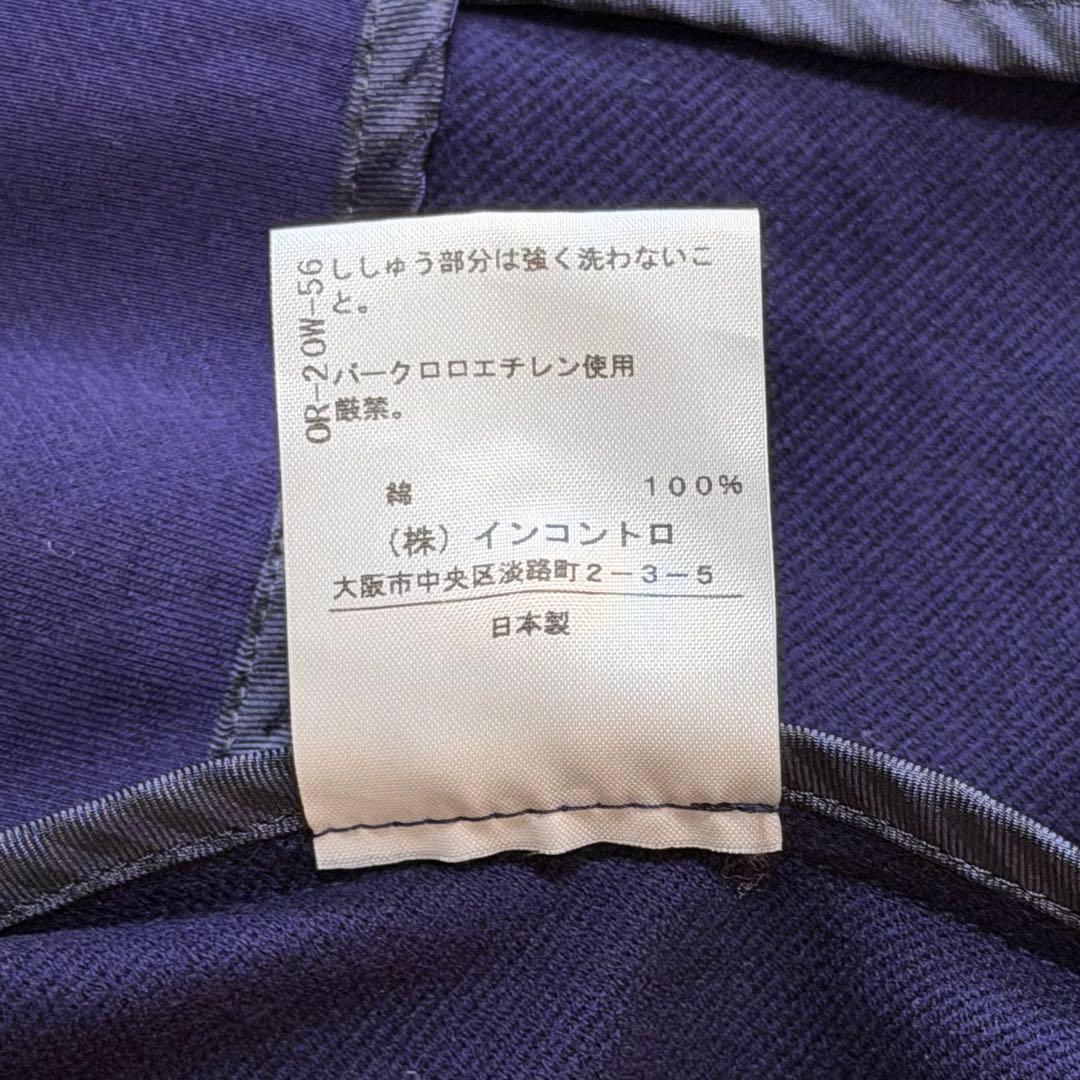 OR-20W-56
ししゅう部分は強く洗わないこ
と。
パークロロエチレン使用
厳禁。
綿 100%
(株)インコントロ
大阪市中央区淡路町2-3-5
日本製